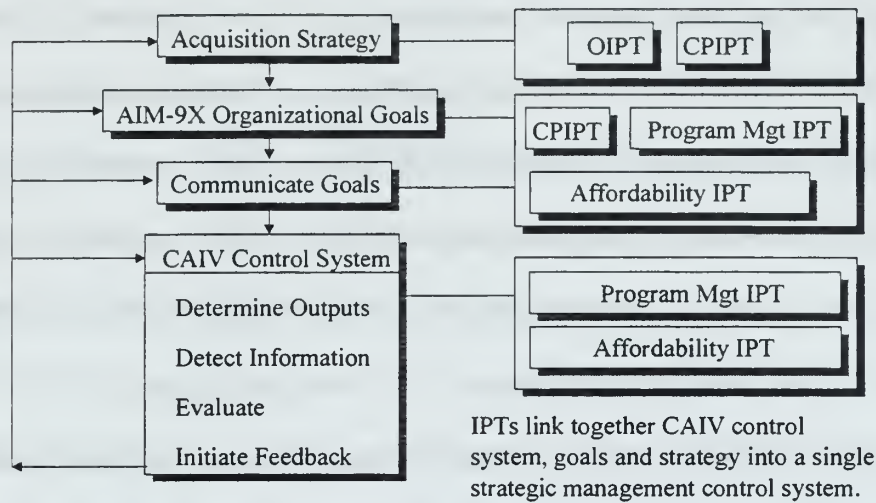 Acquisition Strategy
OIPT
CPIPT
AIM-9X Organizational Goals
CPIPT
Program Mgt IPT
Communicate Goals
Affordability IPT
CAIV Control System
Determine Outputs
Detect Information
Evaluate
Initiate Feedback
Program Mgt IPT
Affordability IPT
IPTs link together CAIV control
system, goals and strategy into a single
strategic management control system.